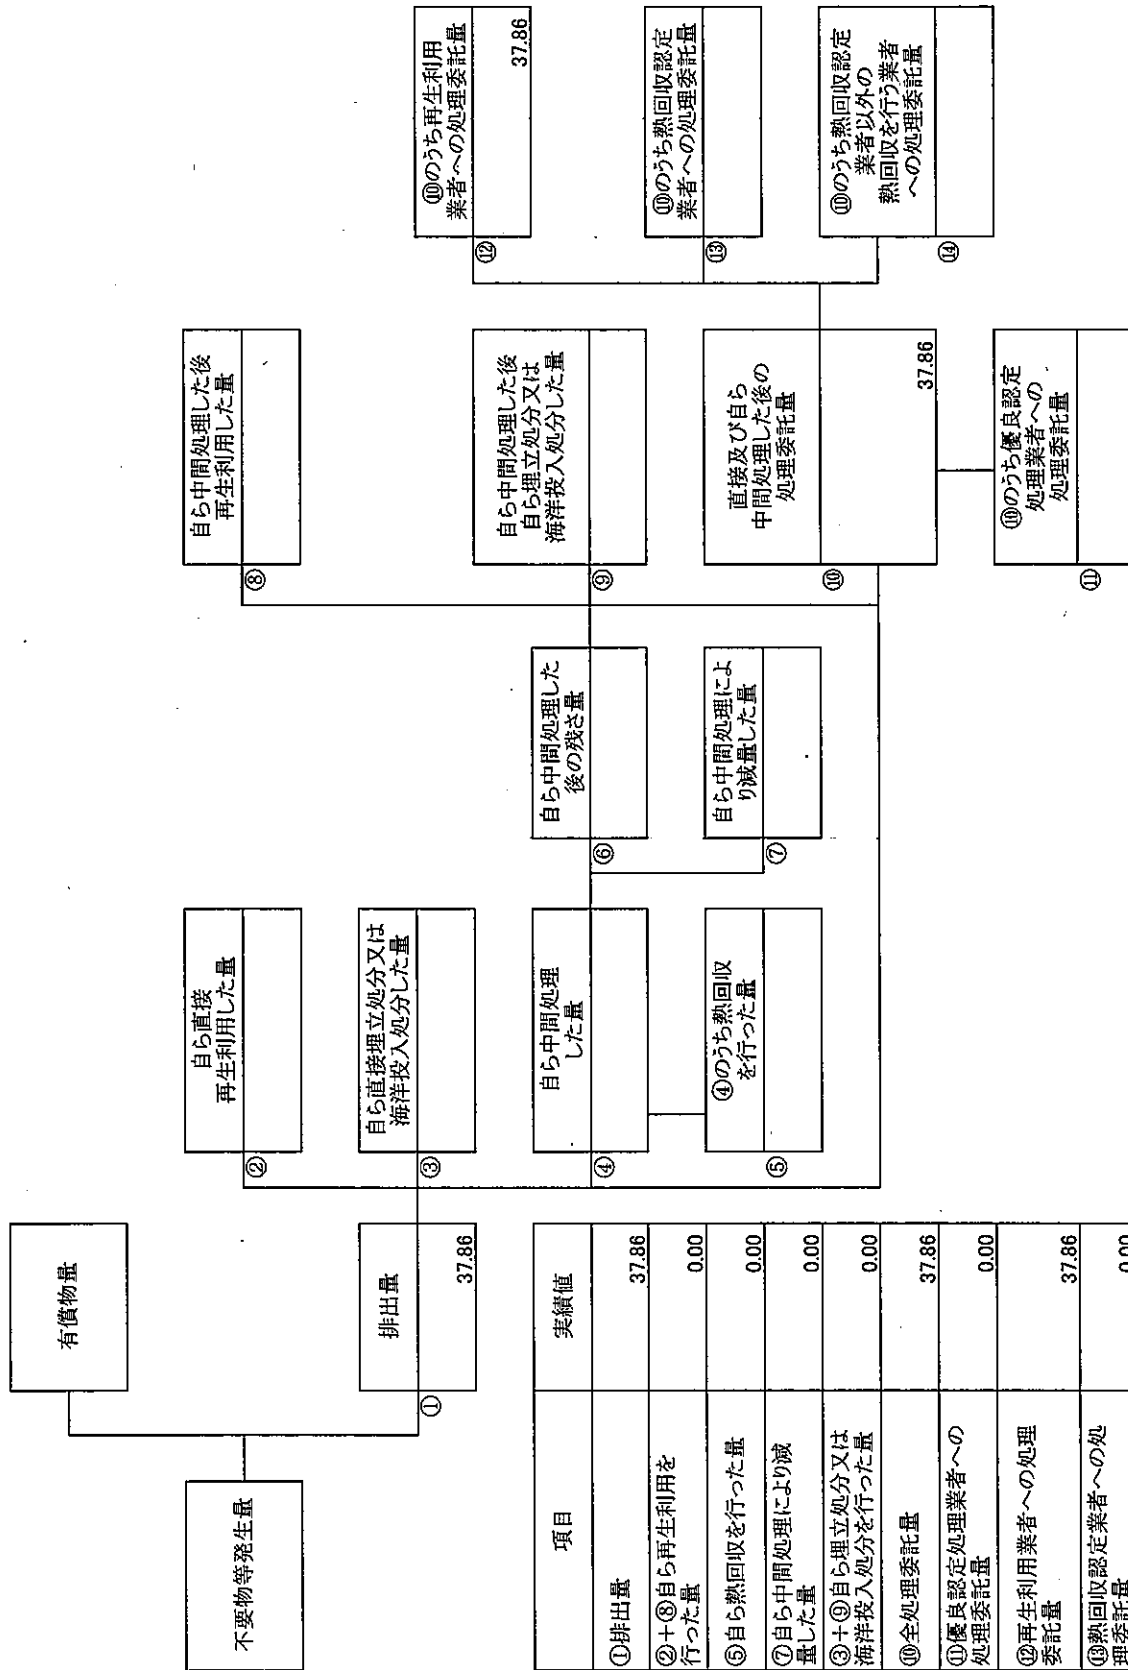 不要物等発生量
有償物量
排出量
①
37.86
自ら直接
再生利用した量
②
自ら直接埋立処分又は
海洋投入処分した量
③
自ら中間処理
した量
④
④のうち熱回収
を行った量
⑤
自ら中間処理した
後の残さ量
⑥
自ら中間処理によ
り減量した量
⑦
自ら中間処理した後
再生利用した量
⑧
自ら中間処理した後
自ら埋立処分又は
海洋投入処分した量
⑨
直接及び自ら
中間処理した後の
処理委託量
⑩
37.86
⑩のうち優良認定
処理業者への
処理委託量
⑪
⑩のうち再生利用
業者への処理委託量
⑫
37.86
⑩のうち熱回収認定
業者への処理委託量
⑬
⑩のうち熱回収認定
業者以外の
熱回収を行う業者
への処理委託量
⑭
項目 実績値
①排出量 37.86
②+⑧自ら再生利用を
行った量 0.00
⑤自ら熱回収を行った量 0.00
⑦自ら中間処理により減
量した量 0.00
③+⑨自ら埋立処分又は
海洋投入処分を行った量 0.00
⑩全処理委託量 37.86
⑪優良認定処理業者への
処理委託量 0.00
⑫再生利用業者への処理
委託量 37.86
⑬熱回収認定業者への処
理委託量 0.00